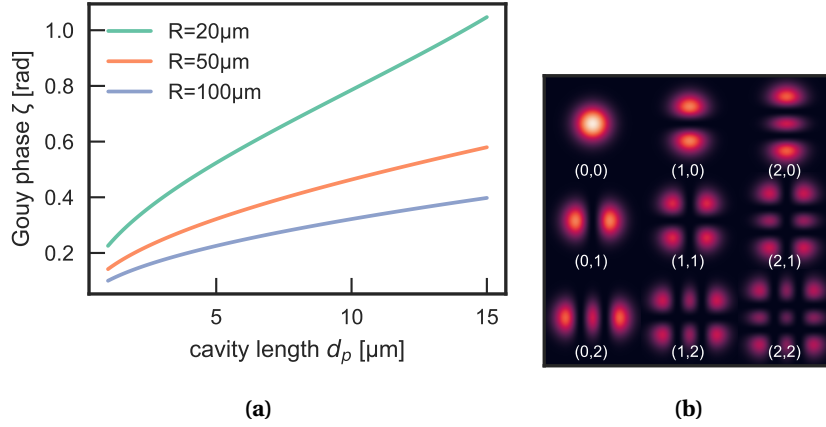 1.0
0.8
0.6
0.4
0.2
Gouy phase ζ [rad]
R=20μm
R=50μm
R=100μm
5
10
15
cavity length d_p [μm]
(a)
(0,0)
(1,0)
(2,0)
(0,1)
(1,1)
(2,1)
(0,2)
(1,2)
(2,2)
(b)